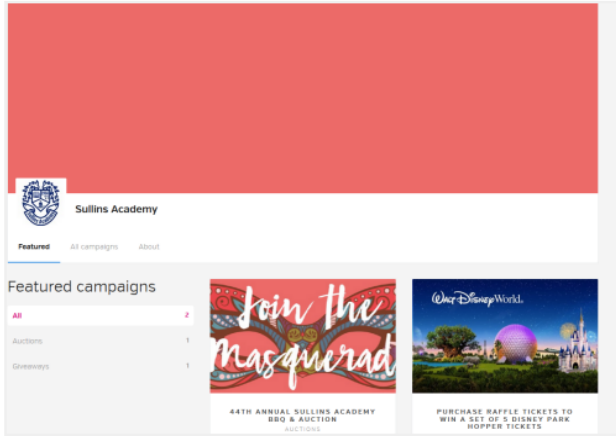 Sullins Academy
Featured All campaigns About
Featured campaigns
All 2
Auctions 1
Giveaways 1
Join the
Masquerad
44TH ANNUAL SULLINS ACADEMY
BBQ & AUCTION
AUCTIONS
Walt Disney World.
PURCHASE RAFFLE TICKETS TO
WIN A SET OF 5 DISNEY PARK
HOPPER TICKETS